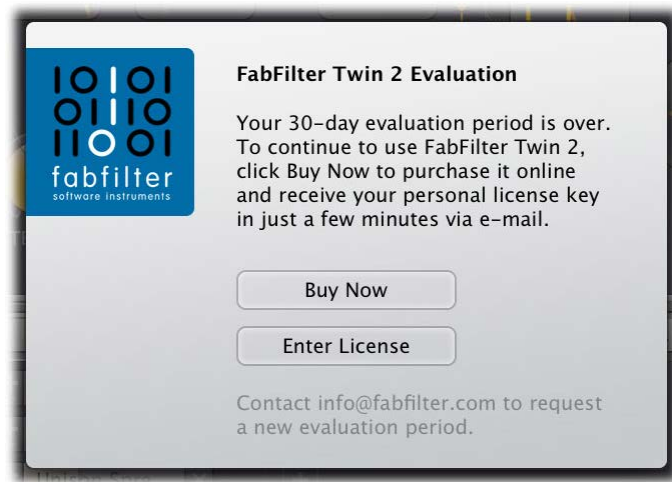 IOIOI
OIIIO
IIOOI
fabfilter
software instruments
FabFilter Twin 2 Evaluation
Your 30-day evaluation period is over.
To continue to use FabFilter Twin 2,
click Buy Now to purchase it online
and receive your personal license key
in just a few minutes via e-mail.
Buy Now
Enter License
Contact info@fabfilter.com to request
a new evaluation period.